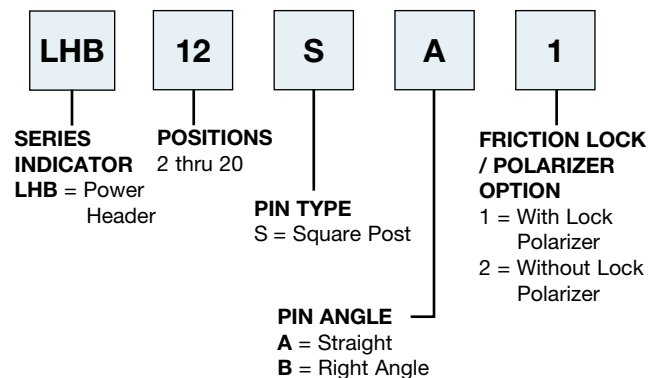 LHB 12 S A 1
SERIES
INDICATOR
LHB = Power
Header
POSITIONS
2 thru 20
PIN TYPE
S = Square Post
PIN ANGLE
A = Straight
B = Right Angle
FRICTION LOCK
/ POLARIZER
OPTION
1 = With Lock
Polarizer
2 = Without Lock
Polarizer